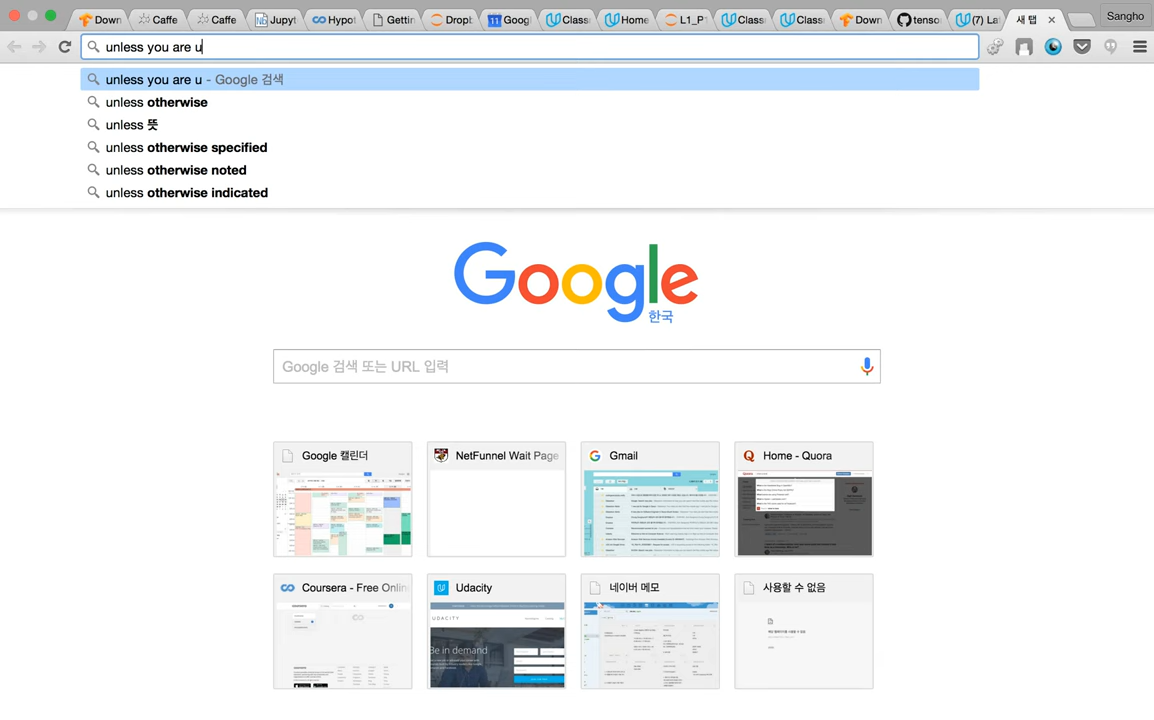 Down
Caffe
Caffe
Jupyt
Hypot
Gettin
Dropb
Googl
Class
Home
L1_P
Class
Class
Down
tenso
(7) La
새 탭
Sangho
unless you are u
unless you are u - Google 검색
unless otherwise
unless 뜻
unless otherwise specified
unless otherwise noted
unless otherwise indicated
Google
한국
Google 검색 또는 URL 입력
Google 캘린더
NetFunnel Wait Page
Gmail
Home - Quora
Coursera - Free Onlin
Udacity
네이버 메모
사용할 수 없음
UDACITY
Be in demand